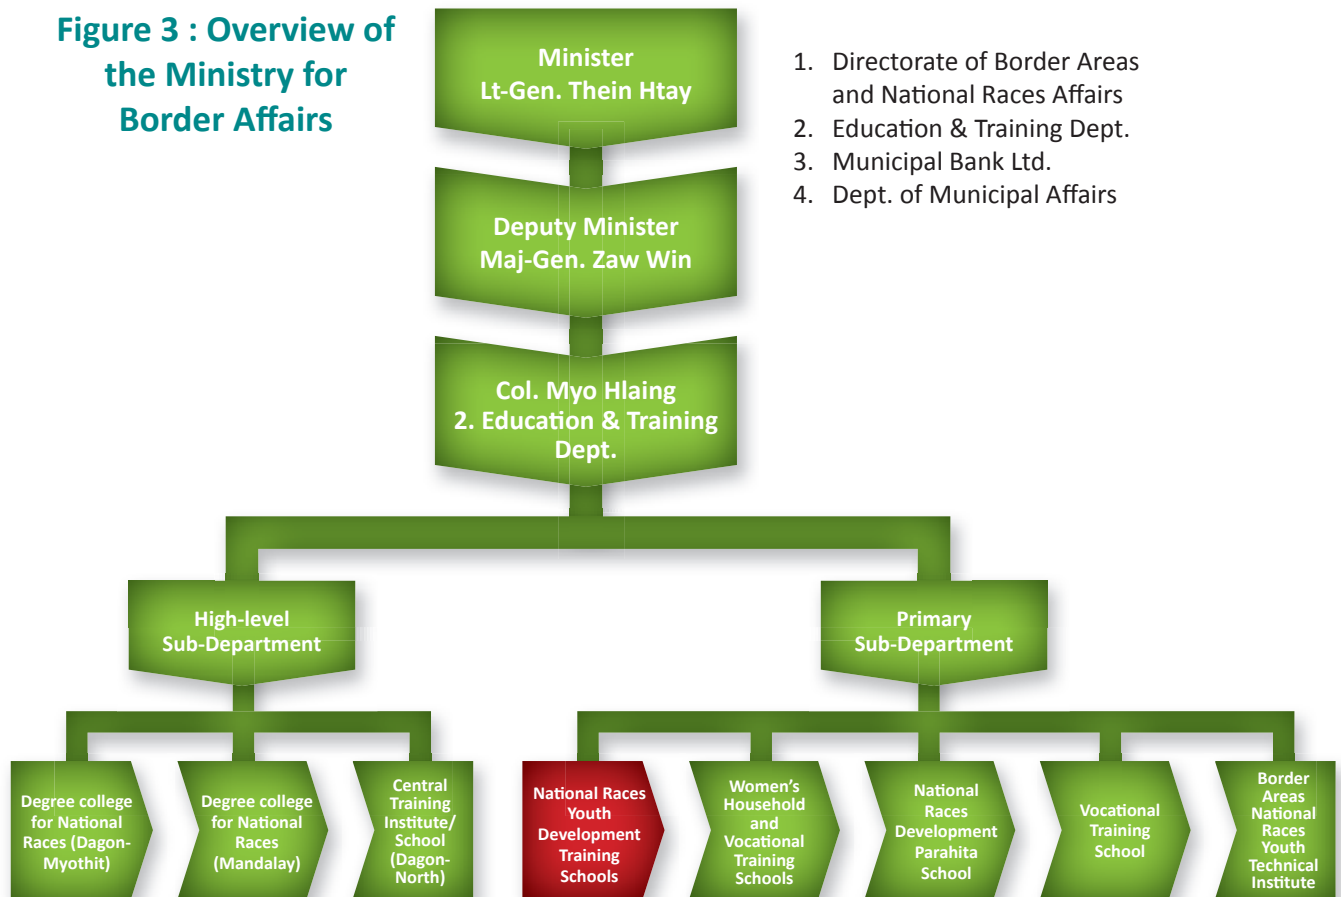 Figure 3 : Overview of
the Ministry for
Border Affairs
Minister
Lt-Gen. Thein Htay
1. Directorate of Border Areas
and National Races Affairs
2. Education & Training Dept.
3. Municipal Bank Ltd.
4. Dept. of Municipal Affairs
Deputy Minister
Maj-Gen. Zaw Win
Col. Myo Hlaing
2. Education & Training
Dept.
High-level
Sub-Department
Primary
Sub-Department
Degree college
for National
Races (Dagon-
Myothit)
Degree college
for National
Races
(Mandalay)
Central
Training
Institute/
School
(Dagon-
North)
National Races
Youth
Development
Training
Schools
Women's
Household
and
Vocational
Training
Schools
National
Races
Development
Parahita
School
Vocational
Training
School
Border
Areas
National
Races
Youth
Technical
Institute